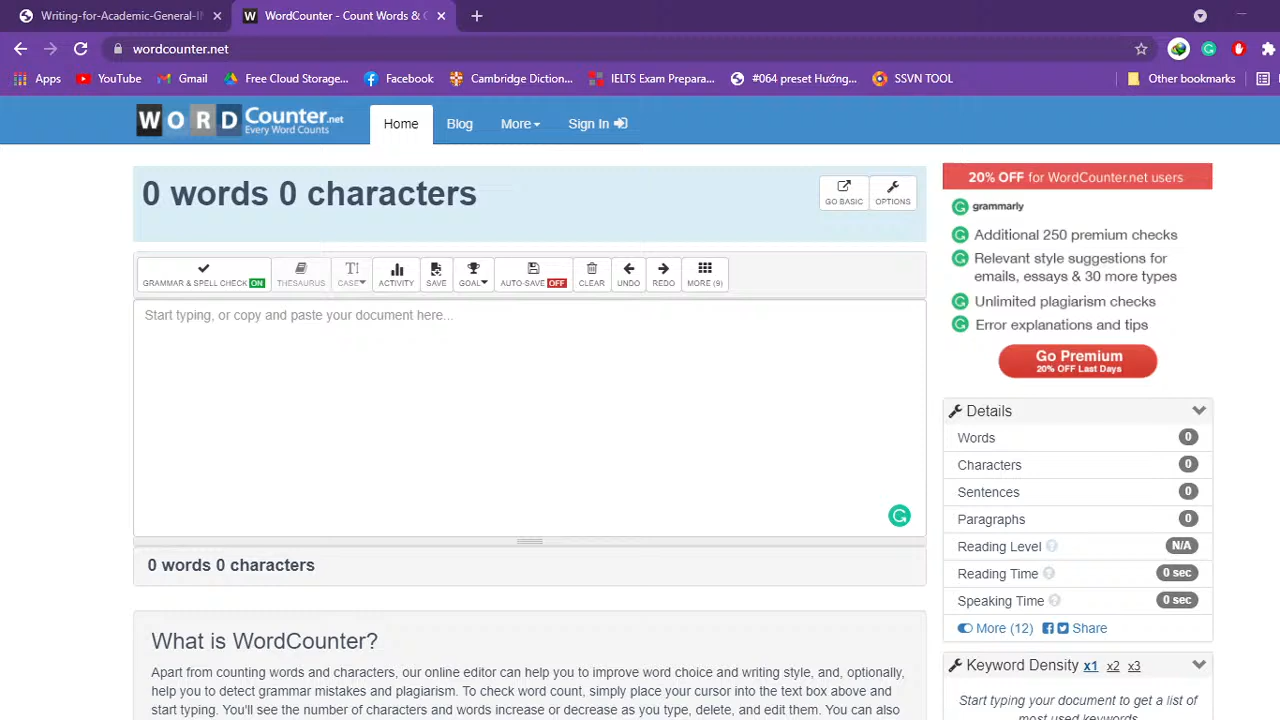 Writing-for-Academic-General-I
WordCounter - Count Words & C
wordcounter.net
Apps
YouTube
Gmail
Free Cloud Storage...
Facebook
Cambridge Diction...
IELTS Exam Prepara...
#064 preset Hướng...
SSVN TOOL
Other bookmarks
WORD Counter.net
Every Word Counts
Home
Blog
More
Sign In
0 words 0 characters
GO BASIC
OPTIONS
GRAMMAR & SPELL CHECK ON
THESAURUS
CASE
ACTIVITY
SAVE
GOAL
AUTO-SAVE OFF
CLEAR
UNDO
REDO
MORE (9)
Start typing, or copy and paste your document here...
0 words 0 characters
What is WordCounter?
Apart from counting words and characters, our online editor can help you to improve word choice and writing style, and, optionally,
help you to detect grammar mistakes and plagiarism. To check word count, simply place your cursor into the text box above and
start typing. You'll see the number of characters and words increase or decrease as you type, delete, and edit them. You can also
20% OFF for WordCounter.net users
grammarly
Additional 250 premium checks
Relevant style suggestions for
emails, essays & 30 more types
Unlimited plagiarism checks
Error explanations and tips
Go Premium
20% OFF Last Days
Details
Words 0
Characters 0
Sentences 0
Paragraphs 0
Reading Level ? N/A
Reading Time ? 0 sec
Speaking Time ? 0 sec
More (12) Share
Keyword Density x1 x2 x3
Start typing your document to get a list of
most used keywords.